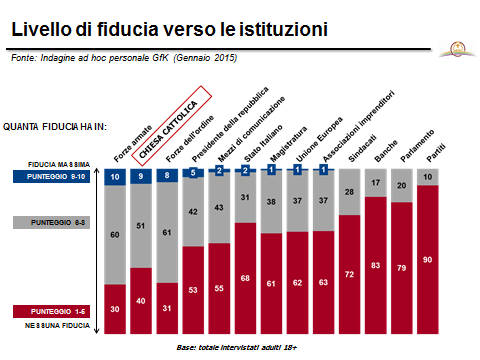 Livello di fiducia verso le istituzioni
Fonte: Indagine ad hoc personale GfK (Gennaio 2015)
QUANTA FIDUCIA HA IN:
Forze armate
CHIESA CATTOLICA
Forze dell'ordine
Presidente della repubblica
Mezzi di comunicazione
Stato Italiano
Magistratura
Unione Europea
Associazioni imprenditori
Sindacati
Banche
Parlamento
Partiti
FIDUCIA MASSIMA
PUNTEGGIO 9-10
10 9 8 5 2 2 1 1 1
PUNTEGGIO 6-8
60 51 61 42 43 31 38 37 37 28 17 20 10
PUNTEGGIO 1-5
30 40 31 53 55 68 61 62 63 72 83 79 90
NESSUNA FIDUCIA
Base: totale intervistati adulti 18+